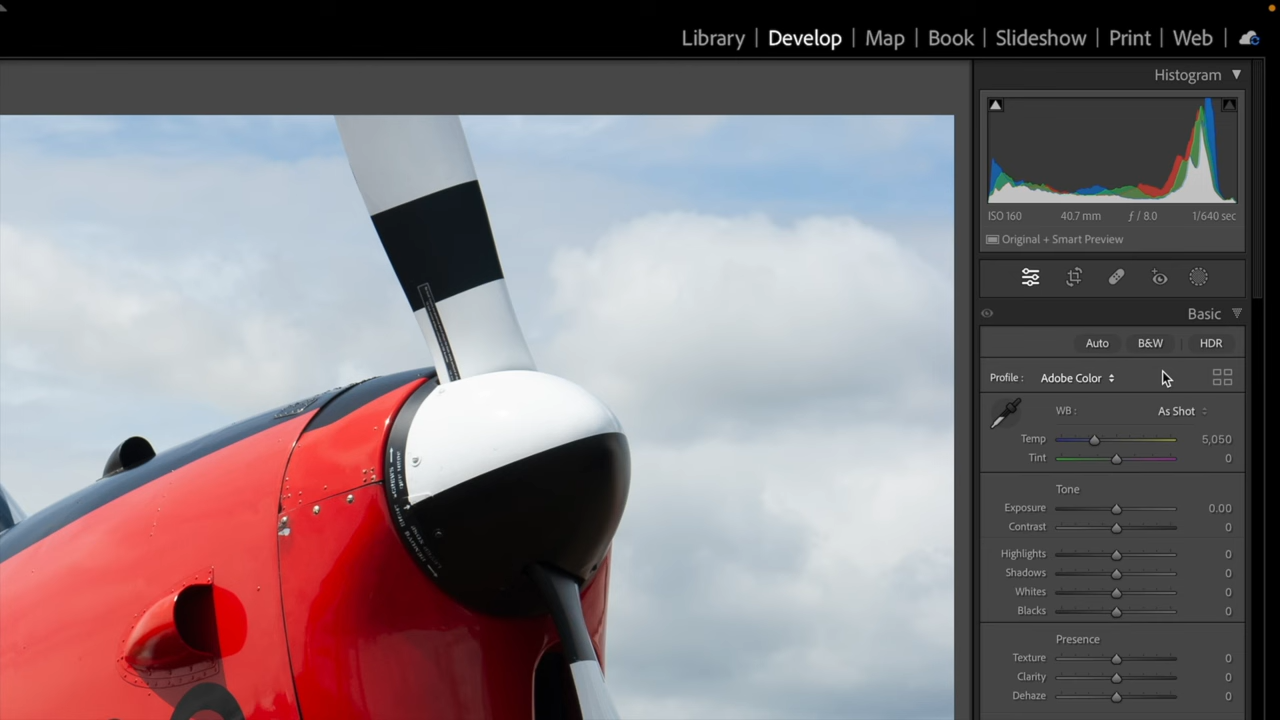 Library | Develop | Map | Book | Slideshow | Print | Web |
Histogram
ISO 160 40.7 mm ƒ / 8.0 1/640 sec
Original + Smart Preview
Basic
Auto B&W HDR
Profile : Adobe Color
WB : As Shot
Temp 5,050
Tint 0
Tone
Exposure 0.00
Contrast 0
Highlights 0
Shadows 0
Whites 0
Blacks 0
Presence
Texture 0
Clarity 0
Dehaze 0